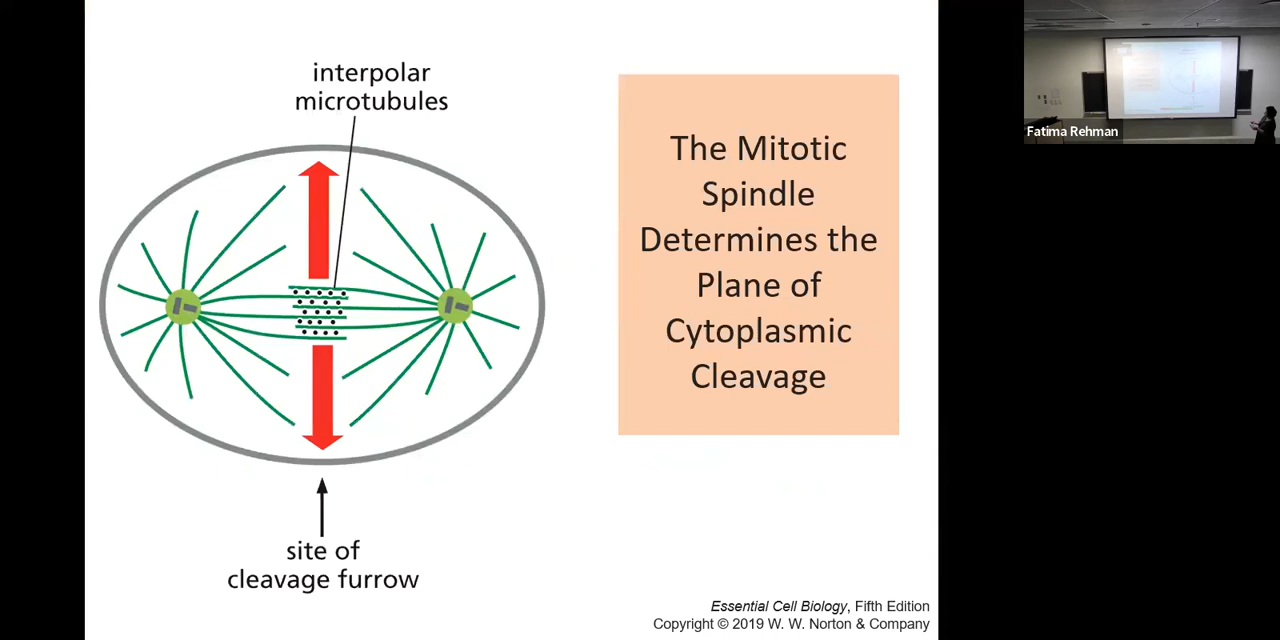 interpolar
microtubules
The Mitotic
Spindle
Determines the
Plane of
Cytoplasmic
Cleavage
site of
cleavage furrow
Essential Cell Biology, Fifth Edition
Copyright © 2019 W. W. Norton & Company
Fatima Rehman